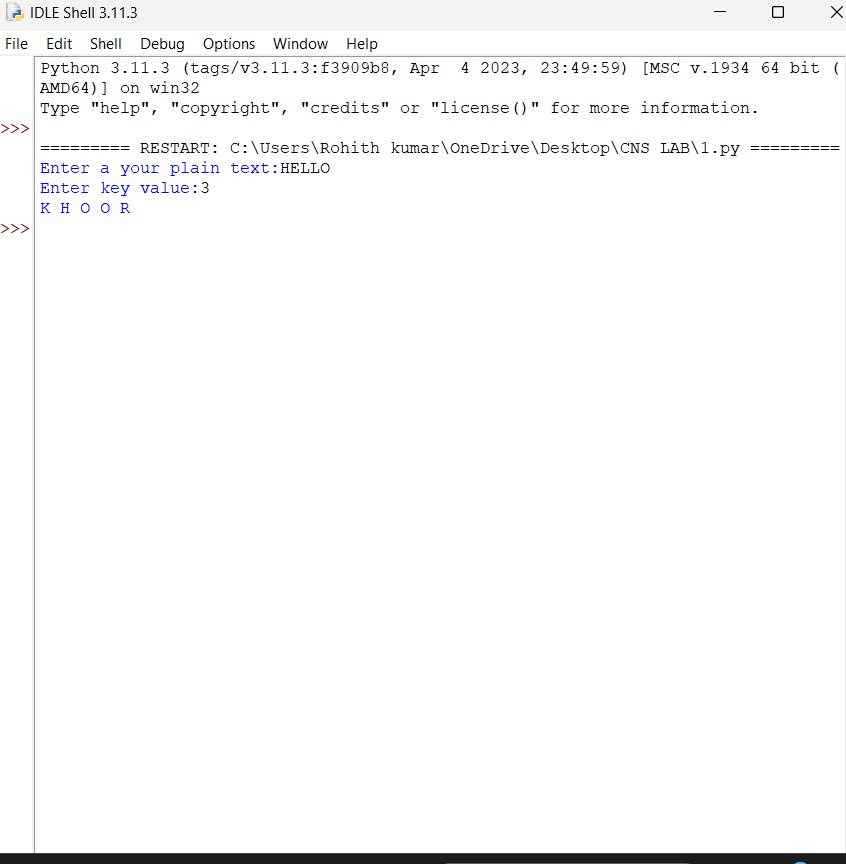 IDLE Shell 3.11.3
File Edit Shell Debug Options Window Help
Python 3.11.3 (tags/v3.11.3:f3909b8, Apr  4 2023, 23:49:59) [MSC v.1934 64 bit (
AMD64)] on win32
Type "help", "copyright", "credits" or "license()" for more information.
>>>
========= RESTART: C:\Users\Rohith kumar\OneDrive\Desktop\CNS LAB\1.py =========
Enter a your plain text:HELLO
Enter key value:3
K H O O R
>>>